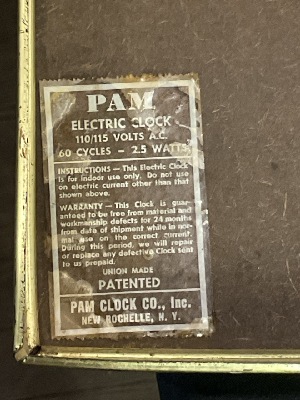 PAM
ELECTRIC CLOCK
110/115 VOLTS A.C.
60 CYCLES – 2.5 WATTS
INSTRUCTIONS – This Electric Clock
is for indoor use only. Do not use
on electric current other than that
shown above.
WARRANTY – This Clock is guar-
anteed to be free from material and
workmanship defects for 24 months
from date of shipment while in nor-
mal use on the correct current.
During this period, we will repair
or replace any defective Clock sent
to us prepaid.
UNION MADE
PATENTED
PAM CLOCK CO., Inc.
NEW ROCHELLE, N. Y.